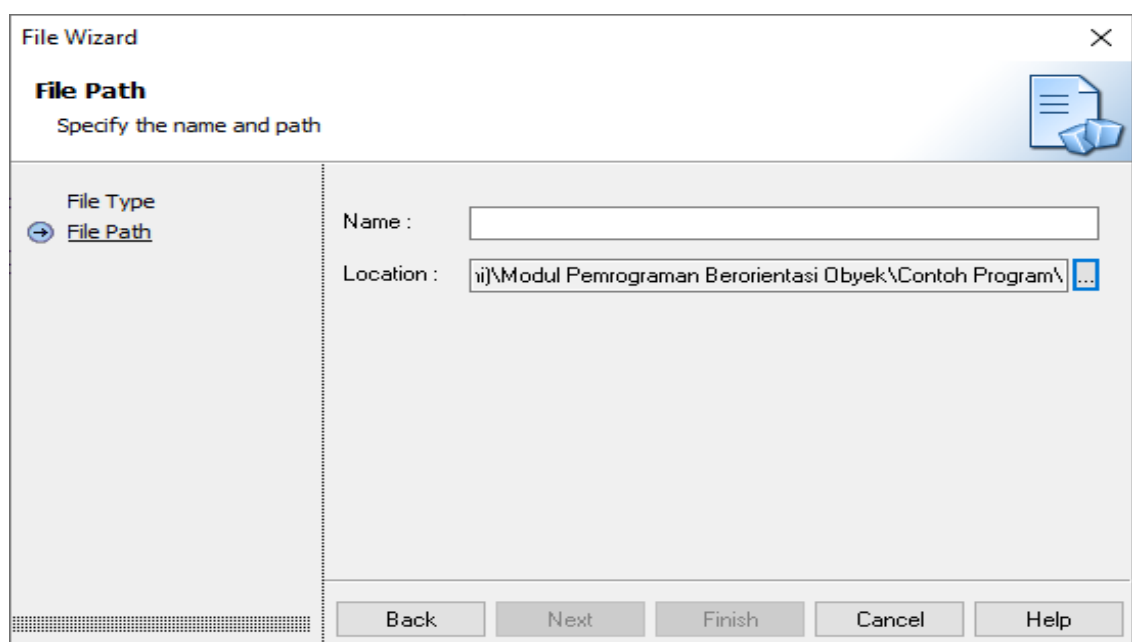 File Wizard
File Path
Specify the name and path
File Type
File Path
Name :
Location : ni)\Modul Pemrograman Berorientasi Obyek\Contoh Program\ ...
Back Next Finish Cancel Help